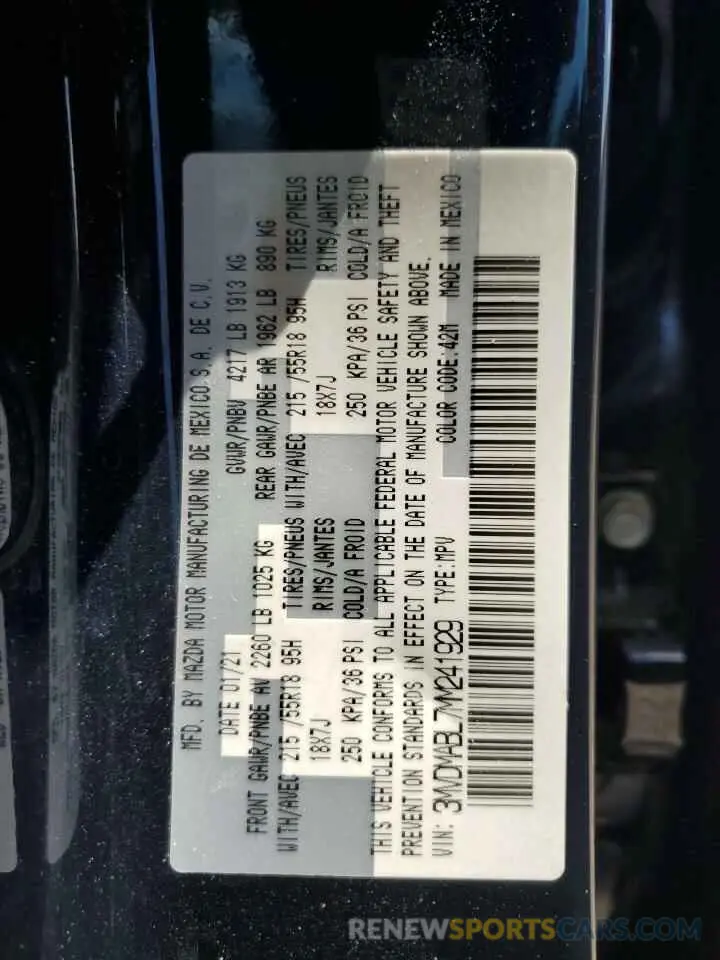 MFD. BY MAZDA MOTOR MANUFACTURING DE MEXICO S.A. DE C.V.
DATE 01/21 GVWR/PNBV 4217 LB 1913 KG
FRONT GAWR/PNBE AV 2260 LB 1025 KG REAR GAWR/PNBE AR 1962 LB 890 KG
WITH/AVEC 215 /55R18 95H TIRES/PNEUS WITH/AVEC 215 /55R18 95H TIRES/PNEUS
18X7J RIMS/JANTES 18X7J RIMS/JANTES
250 KPA/36 PSI COLD/A FROID 250 KPA/36 PSI COLD/A FROID
THIS VEHICLE CONFORMS TO ALL APPLICABLE FEDERAL MOTOR VEHICLE SAFETY AND THEFT
PREVENTION STANDARDS IN EFFECT ON THE DATE OF MANUFACTURE SHOWN ABOVE.
VIN: 3MVDMABL7MM241929 TYPE:MPV COLOR CODE:42M MADE IN MEXICO
RENEWSPORTSCARS.COM